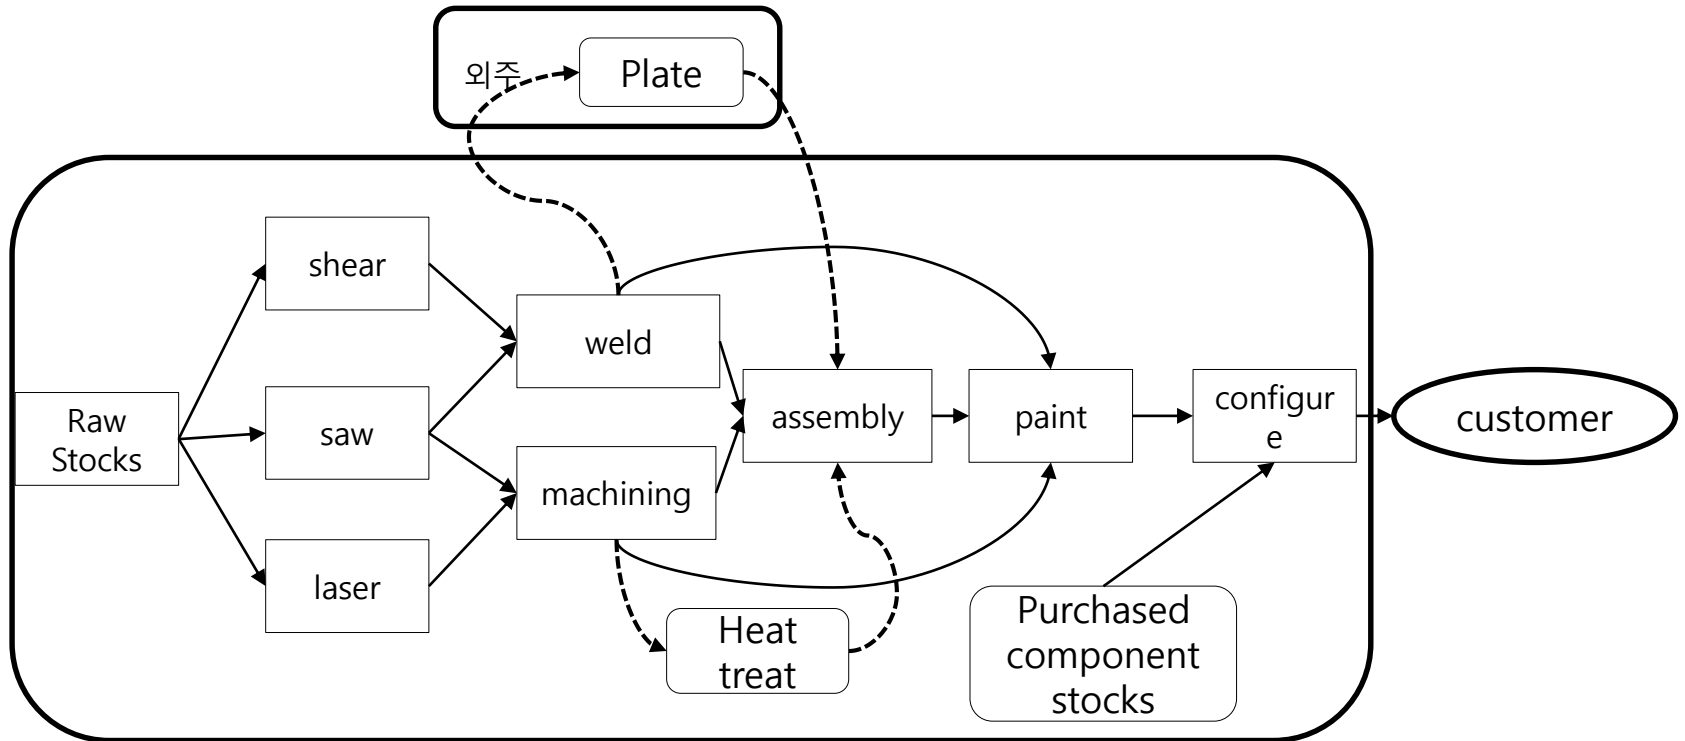 외주
Plate
shear
weld
Raw
Stocks
saw
assembly
paint
configur
e
customer
machining
laser
Heat
treat
Purchased
component
stocks